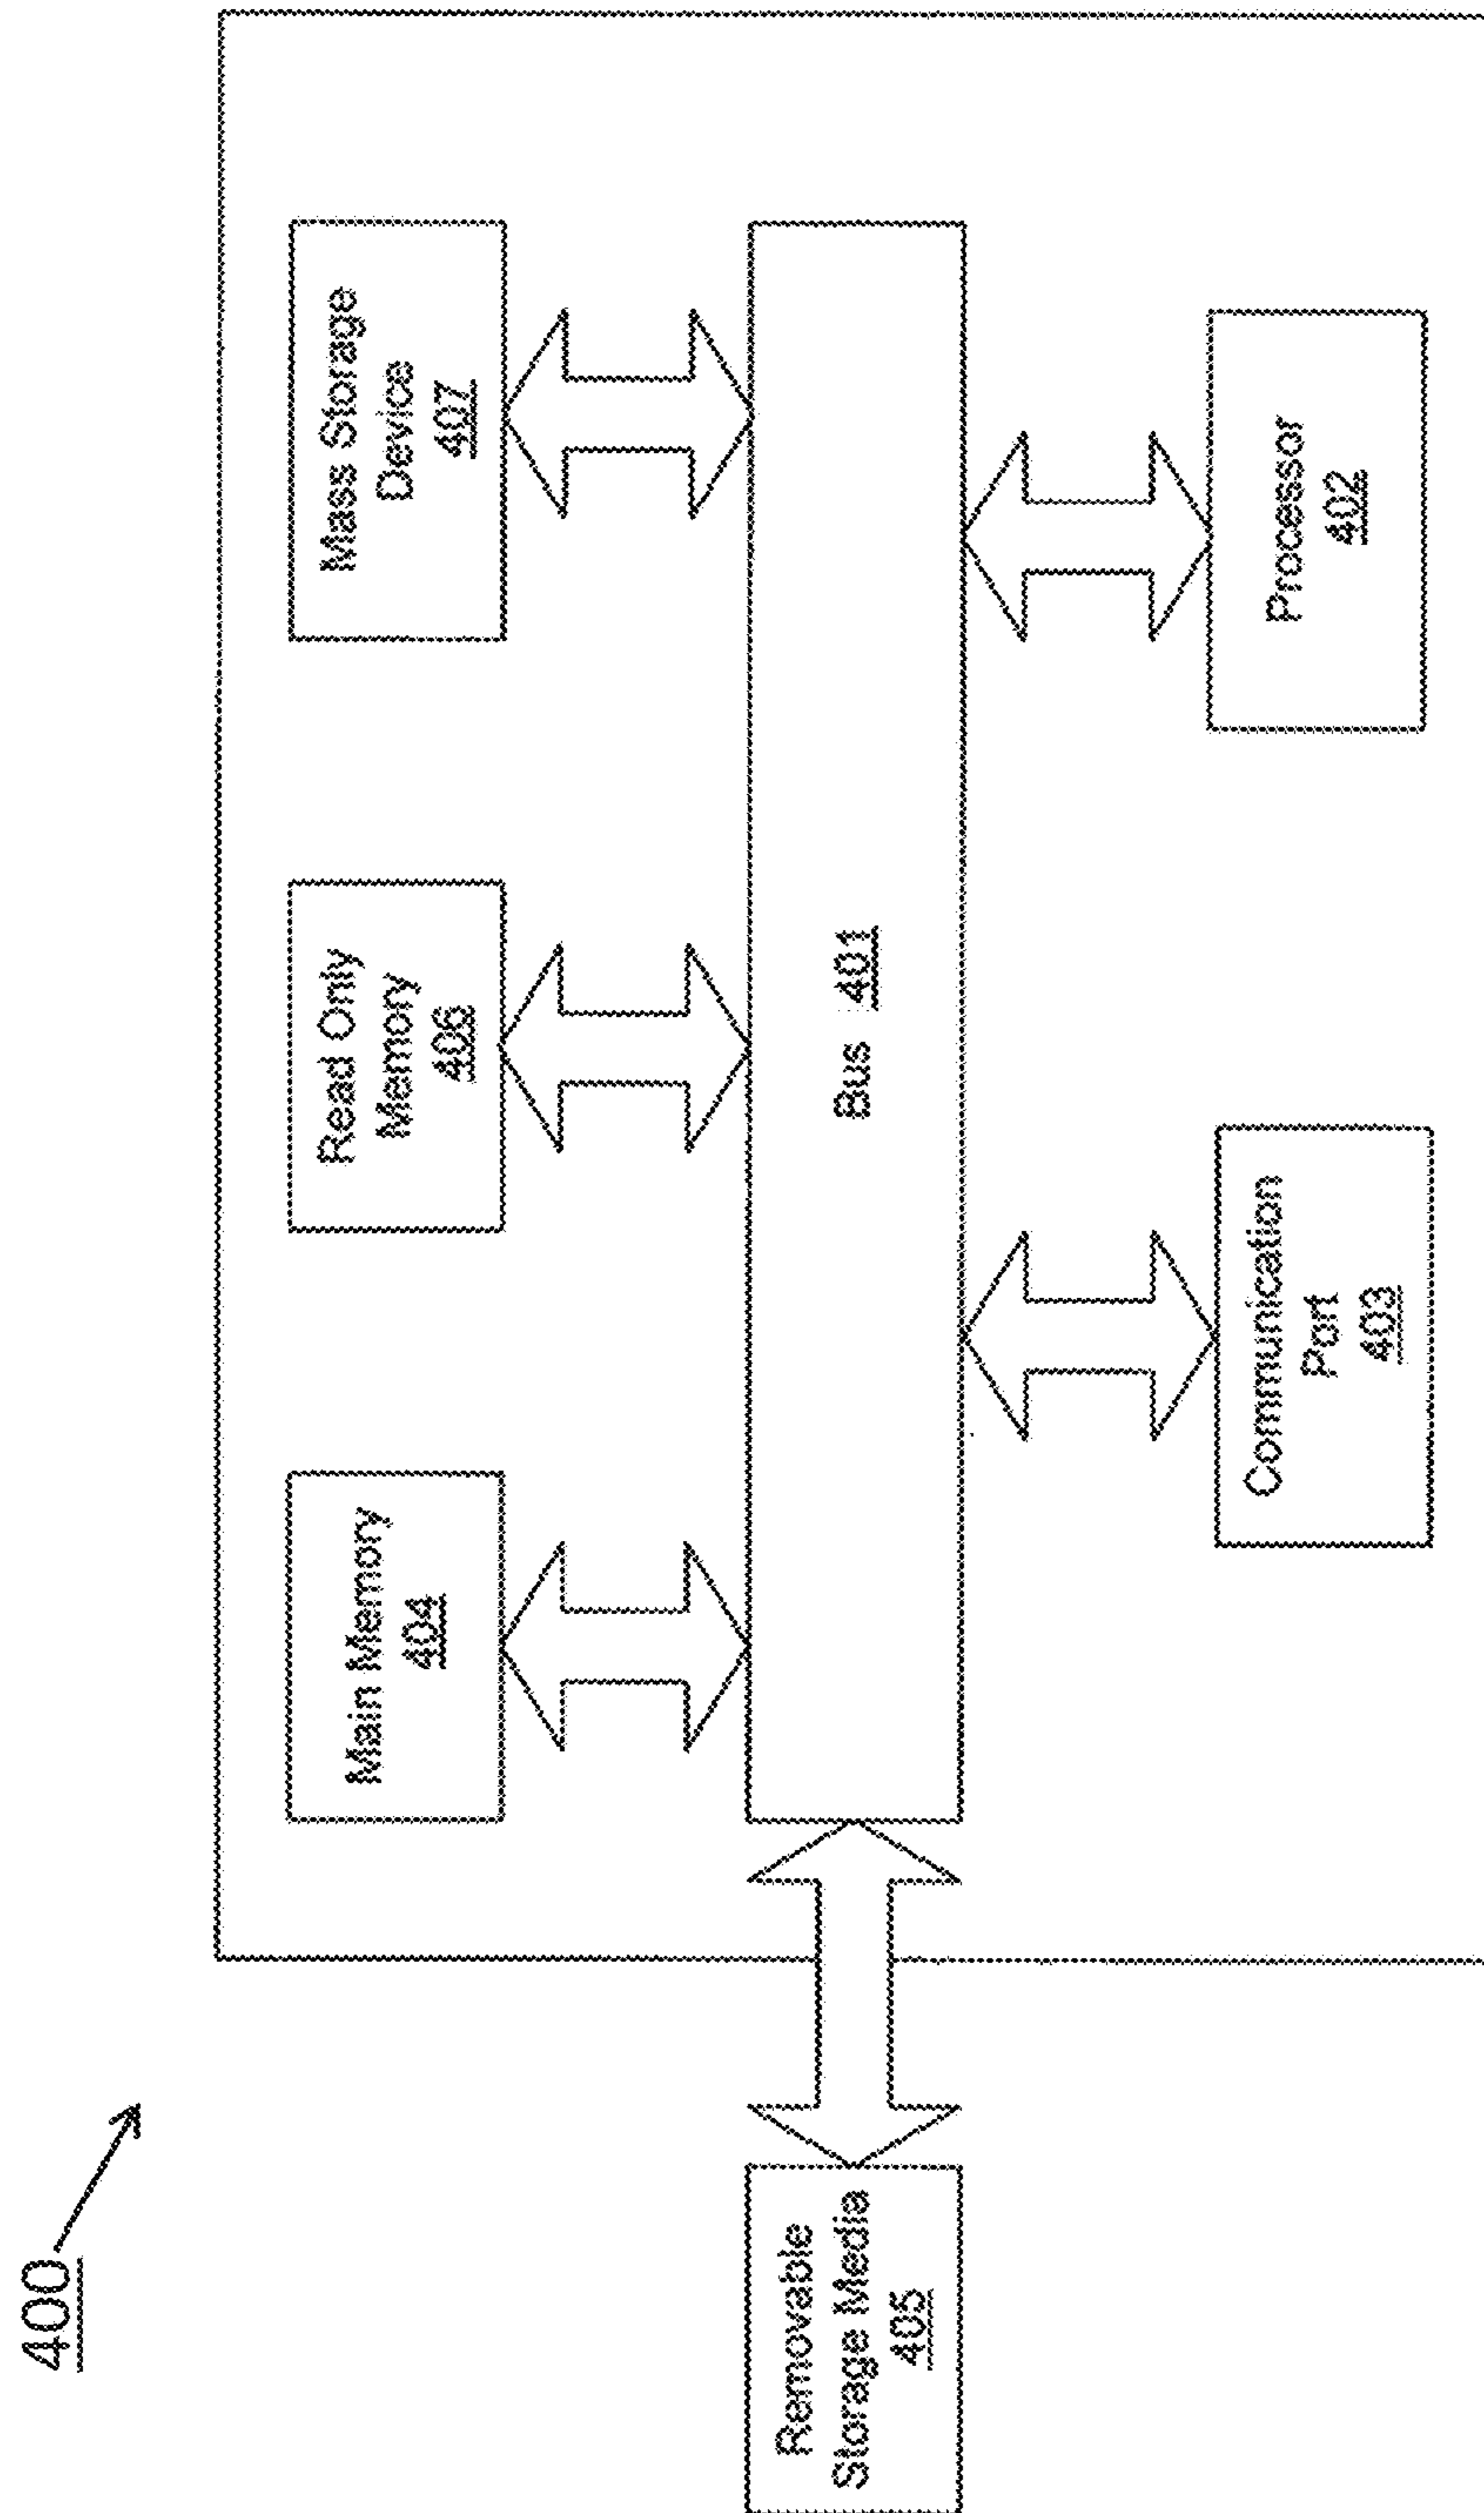 400
Main Memory
404
Read Only
Memory
406
Mass Storage
Device
407
Removable
Storage Media
405
Bus 401
Communication
Port
403
Processor
402